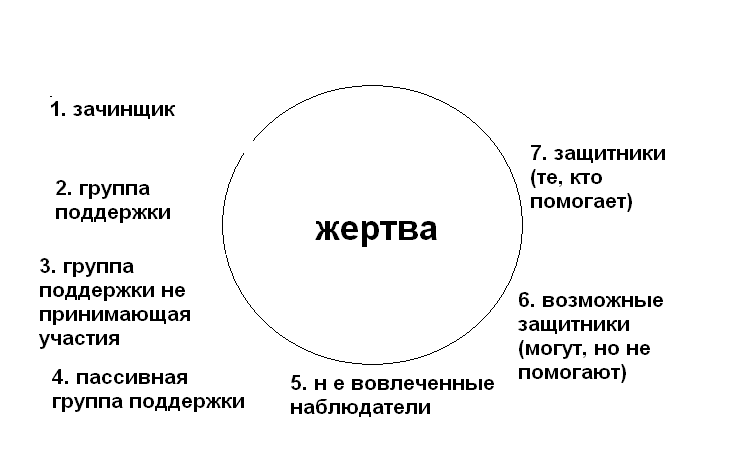 1. зачинщик
2. группа
поддержки
3. группа
поддержки не
принимающая
участия
4. пассивная
группа поддержки
жертва
5. н е вовлеченные
наблюдатели
6. возможные
защитники
(могут, но не
помогают)
7. защитники
(те, кто
помогает)